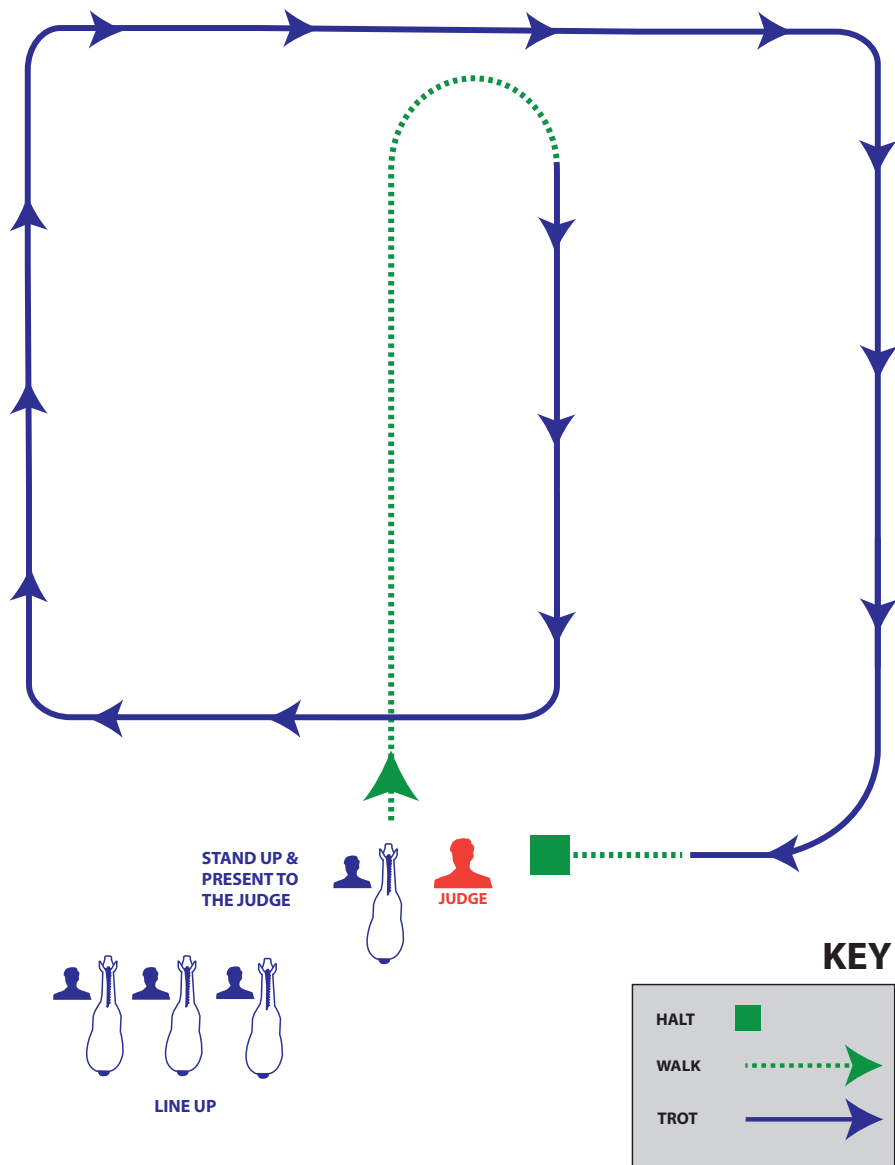 STAND UP &
PRESENT TO
THE JUDGE
JUDGE
LINE UP
KEY
HALT
WALK
TROT